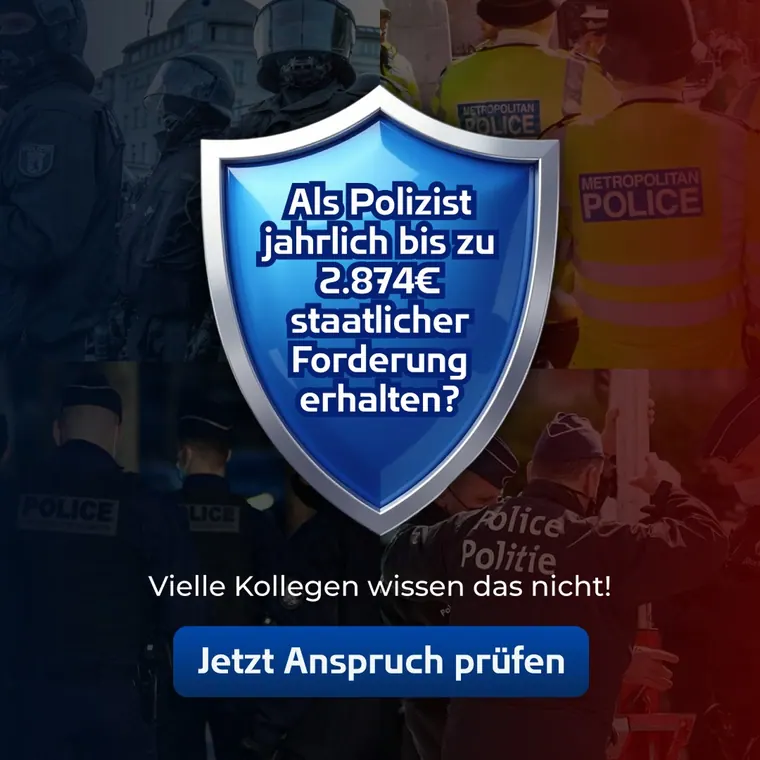 METROPOLITAN
POLICE
METROPOLITAN
POLICE
Als Polizist
jahrlich bis zu
2.874€
staatlicher
Forderung
erhalten?
POLICE
LICE
Police
Politie
Vielle Kollegen wissen das nicht!
Jetzt Anspruch prüfen